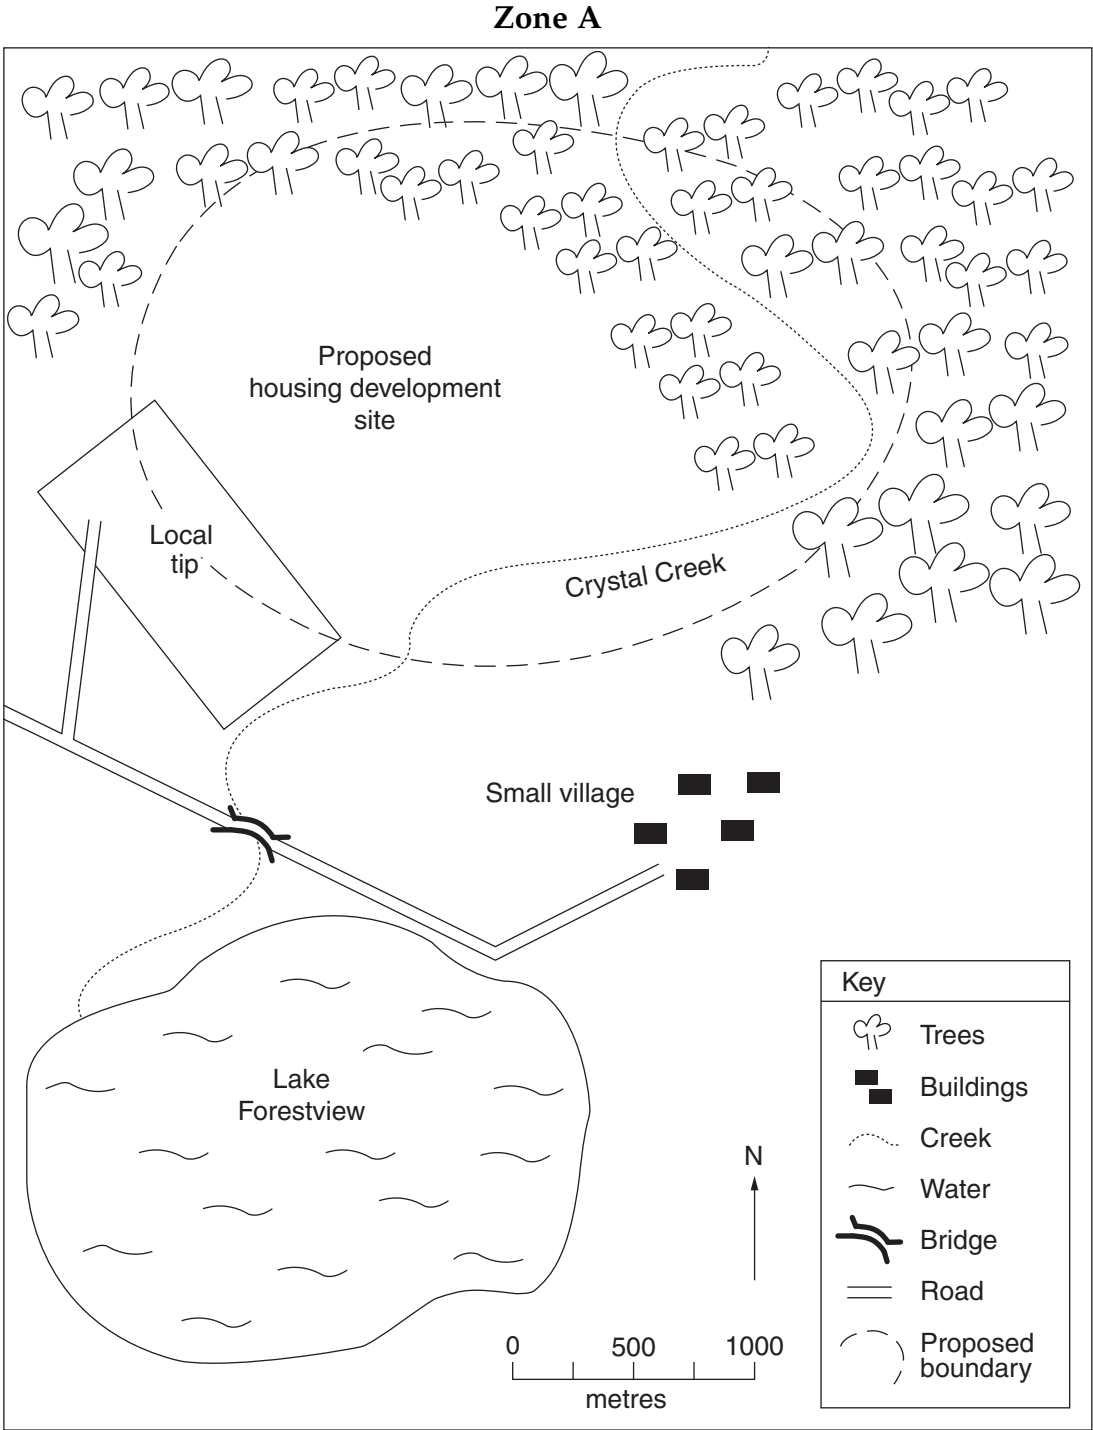 Zone A
Proposed
housing development
site
Local
tip
Crystal Creek
Small village
Lake
Forestview
N
0 500 1000
metres
Key
Trees
Buildings
Creek
Water
Bridge
Road
Proposed
boundary